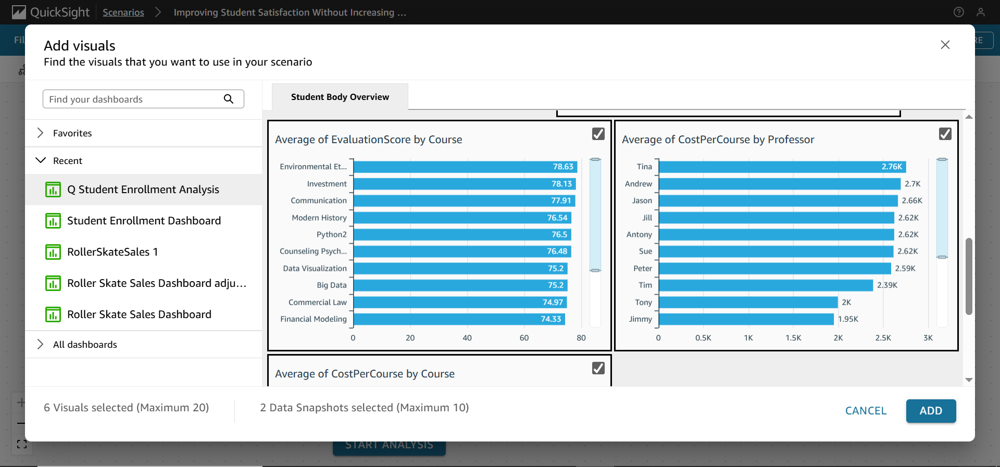 QuickSight
Scenarios
Improving Student Satisfaction Without Increasing ...
Fil
RE
Add visuals
Find the visuals that you want to use in your scenario
Find your dashboards
Favorites
Recent
Q Student Enrollment Analysis
Student Enrollment Dashboard
RollerSkateSales 1
Roller Skate Sales Dashboard adju...
Roller Skate Sales Dashboard
All dashboards
Student Body Overview
Average of EvaluationScore by Course
Environmental Et... 78.63
Investment 78.13
Communication 77.91
Modern History 76.54
Python2 76.5
Counseling Psych... 76.48
Data Visualization 75.2
Big Data 75.2
Commercial Law 74.97
Financial Modeling 74.33
0 20 40 60 80
Average of CostPerCourse by Professor
Tina 2.76K
Andrew 2.7K
Jason 2.66K
Jill 2.62K
Antony 2.62K
Sue 2.62K
Peter 2.59K
Tim 2.39K
Tony 2K
Jimmy 1.95K
0 0.5K 1K 1.5K 2K 2.5K 3K
Average of CostPerCourse by Course
6 Visuals selected (Maximum 20)
2 Data Snapshots selected (Maximum 10)
CANCEL
ADD
START ANALYSIS